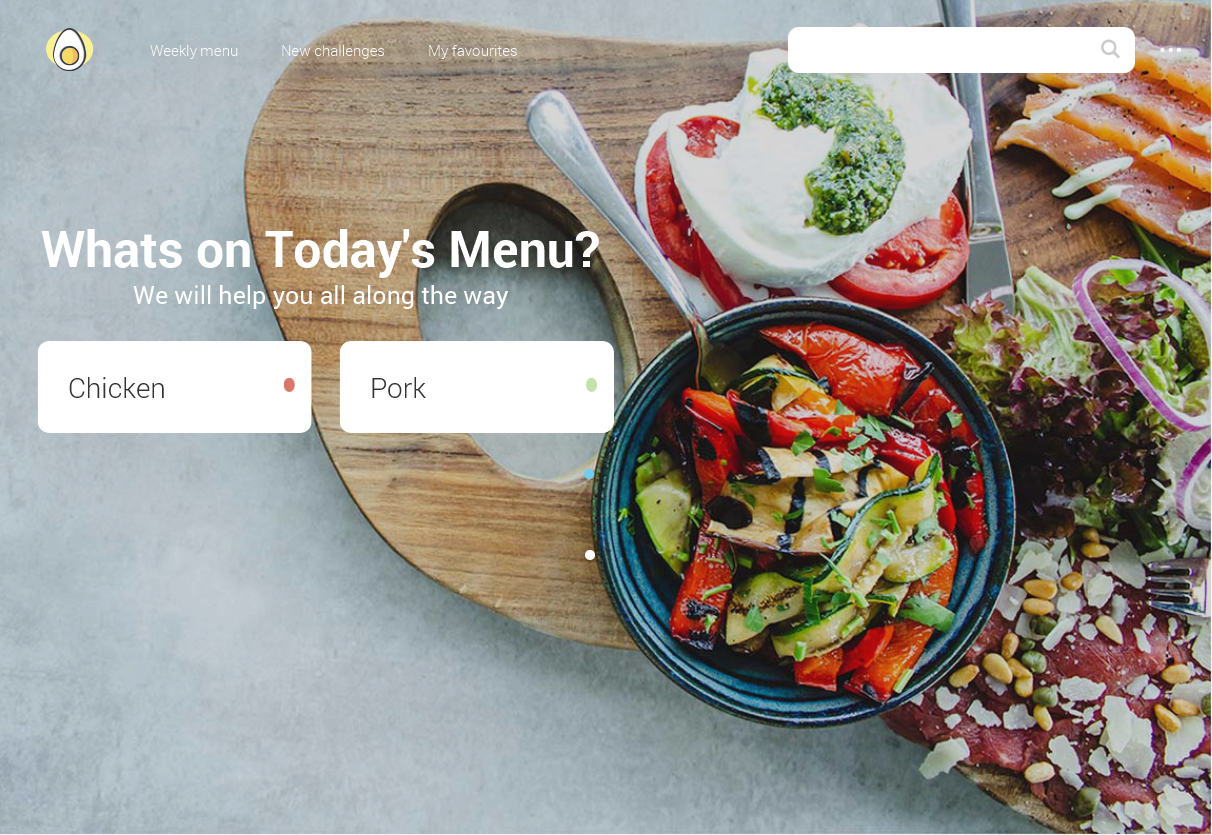 Weekly menu
New challenges
My favourites
Whats on Today's Menu?
We will help you all along the way
Chicken
Pork